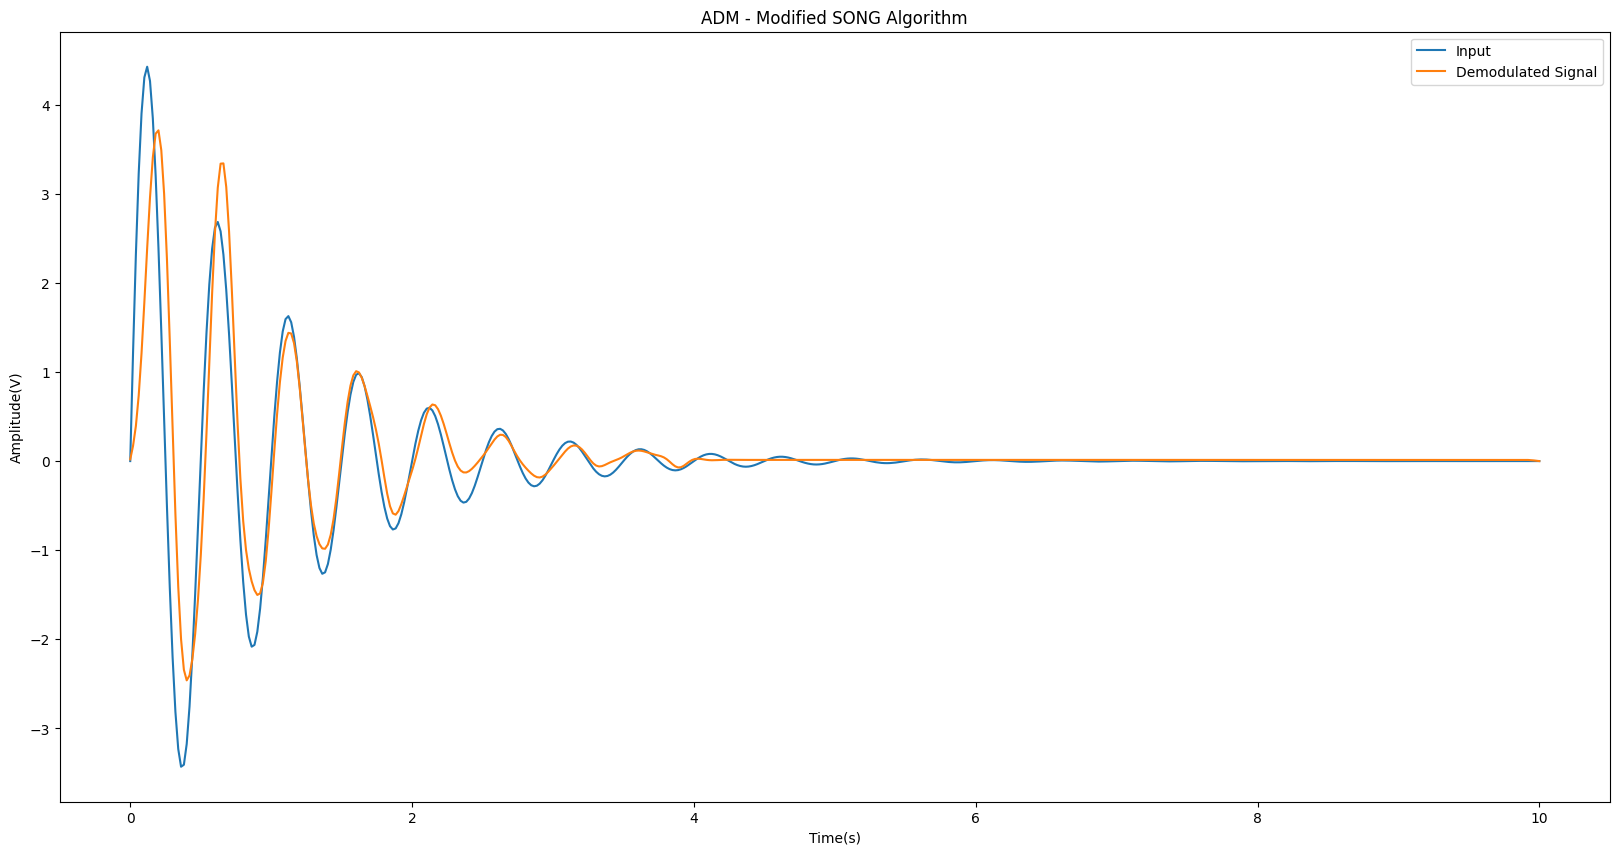 ADM - Modified SONG Algorithm
Input
Demodulated Signal
Amplitude(V)
4
3
2
1
0
−1
−2
−3
0
2
4
6
8
10
Time(s)